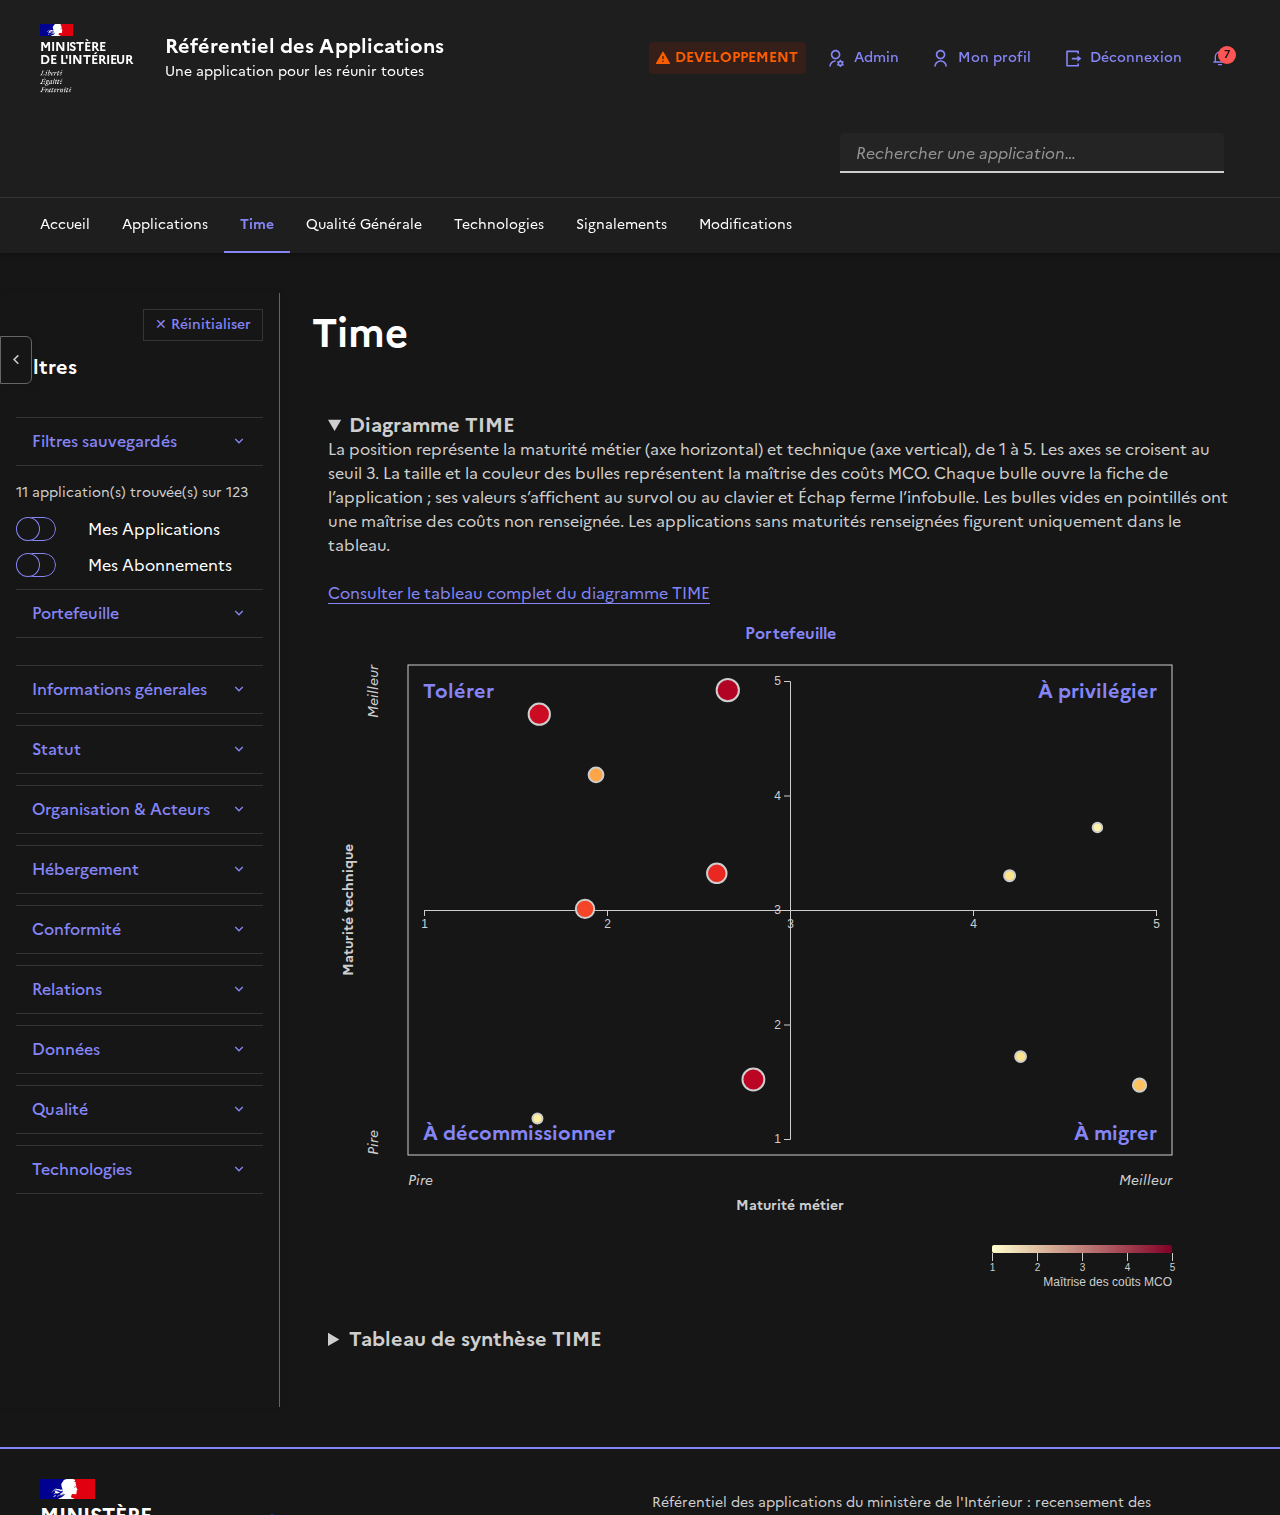 MINISTÈRE
DE L'INTÉRIEUR
Liberté
Égalité
Fraternité
Référentiel des Applications
Une application pour les réunir toutes
DEVELOPPEMENT
Admin
Mon profil
Déconnexion
7
Rechercher une application…
Accueil
Applications
Time
Qualité Générale
Technologies
Signalements
Modifications
✕ Réinitialiser
ltres
Filtres sauvegardés
11 application(s) trouvée(s) sur 123
Mes Applications
Mes Abonnements
Portefeuille
Informations génerales
Statut
Organisation & Acteurs
Hébergement
Conformité
Relations
Données
Qualité
Technologies
Time
Diagramme TIME
La position représente la maturité métier (axe horizontal) et technique (axe vertical), de 1 à 5. Les axes se croisent au
seuil 3. La taille et la couleur des bulles représentent la maîtrise des coûts MCO. Chaque bulle ouvre la fiche de
l’application ; ses valeurs s’affichent au survol ou au clavier et Échap ferme l’infobulle. Les bulles vides en pointillés ont
une maîtrise des coûts non renseignée. Les applications sans maturités renseignées figurent uniquement dans le
tableau.
Consulter le tableau complet du diagramme TIME
Portefeuille
Meilleur
Maturité technique
Pire
Tolérer
À privilégier
5
4
3
2
1
1
2
3
4
5
À décommissionner
À migrer
Pire
Meilleur
Maturité métier
1
2
3
4
5
Maîtrise des coûts MCO
Tableau de synthèse TIME
MINISTÈRE
Référentiel des applications du ministère de l'Intérieur : recensement des